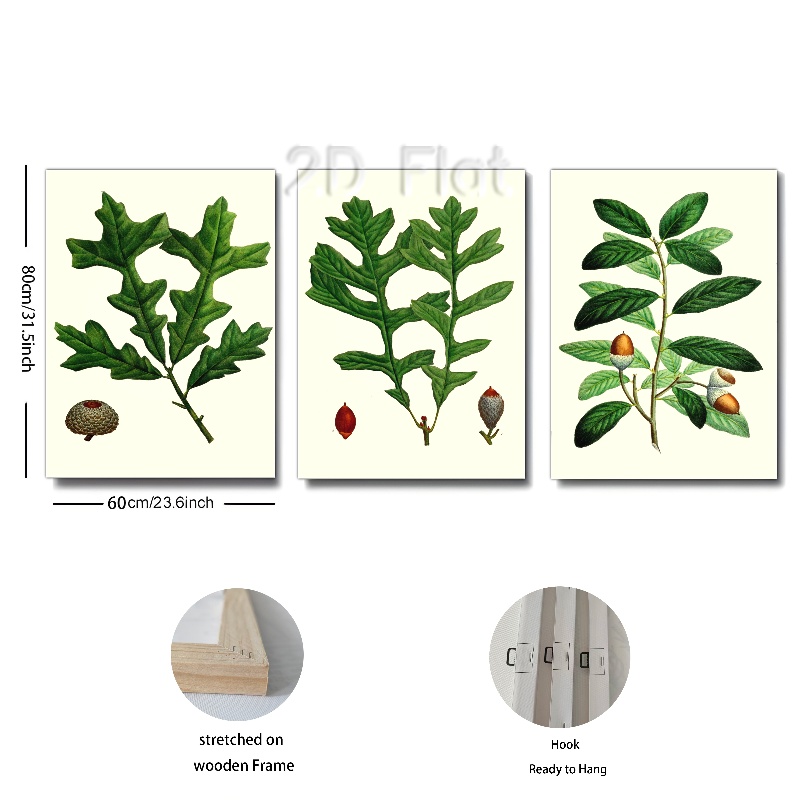 2D Flat
80cm/31.5inch
60cm/23.6inch
stretched on
wooden Frame
Hook
Ready to Hang